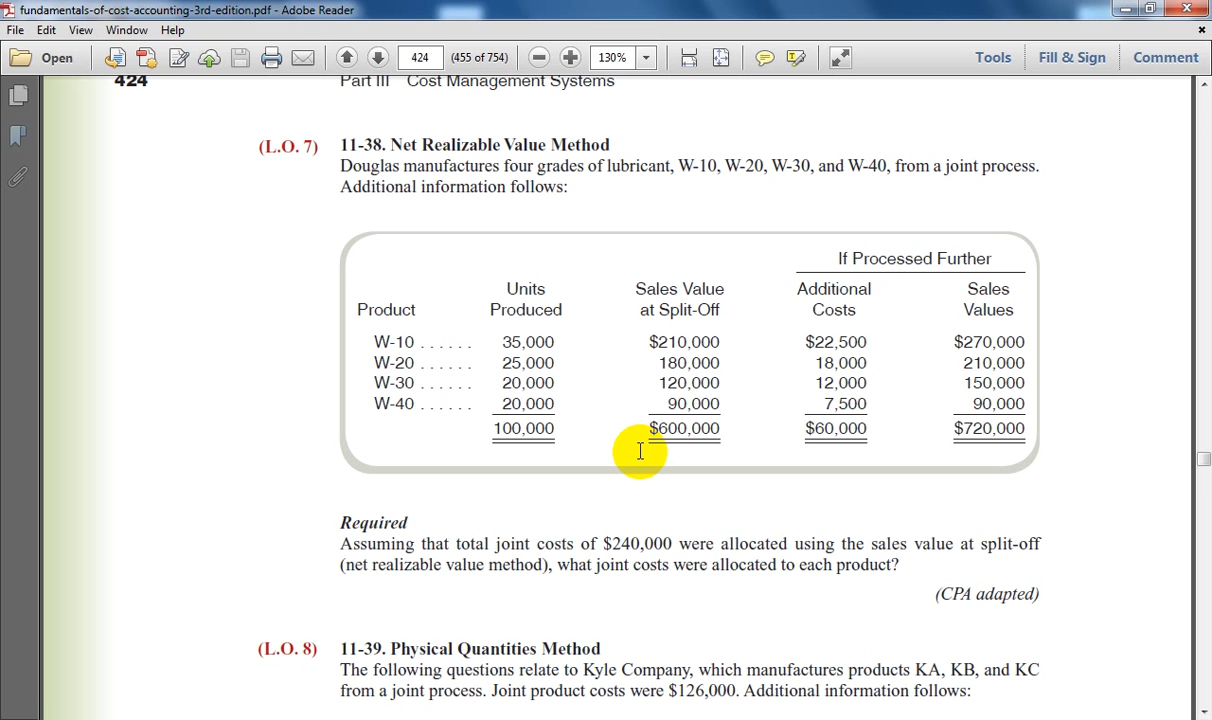 fundamentals-of-cost-accounting-3rd-edition.pdf - Adobe Reader
File Edit View Window Help
Open 424 (455 of 754) 130% Tools Fill & Sign Comment
424 Part III Cost Management Systems
(L.O. 7) 11-38. Net Realizable Value Method
Douglas manufactures four grades of lubricant, W-10, W-20, W-30, and W-40, from a joint process.
Additional information follows:
If Processed Further
Units Sales Value Additional Sales
Product Produced at Split-Off Costs Values
W-10 . . . . . . 35,000 $210,000 $22,500 $270,000
W-20 . . . . . . 25,000 180,000 18,000 210,000
W-30 . . . . . . 20,000 120,000 12,000 150,000
W-40 . . . . . . 20,000 90,000 7,500 90,000
100,000 $600,000 $60,000 $720,000
Required
Assuming that total joint costs of $240,000 were allocated using the sales value at split-off
(net realizable value method), what joint costs were allocated to each product?
(CPA adapted)
(L.O. 8) 11-39. Physical Quantities Method
The following questions relate to Kyle Company, which manufactures products KA, KB, and KC
from a joint process. Joint product costs were $126,000. Additional information follows: